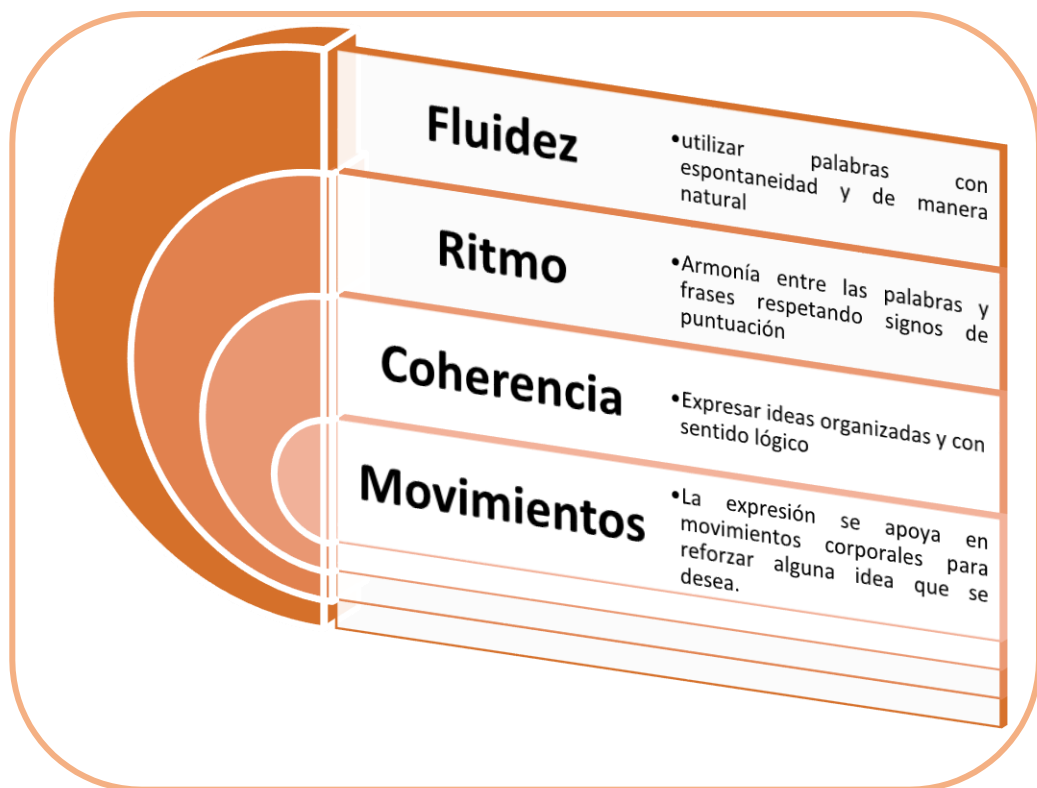 Fluidez
•utilizar palabras con
espontaneidad y de manera
natural
Ritmo
•Armonía entre las palabras y
frases respetando signos de
puntuación
Coherencia
•Expresar ideas organizadas y con
sentido lógico
Movimientos
•La expresión se apoya en
movimientos corporales para
reforzar alguna idea que se
desea.